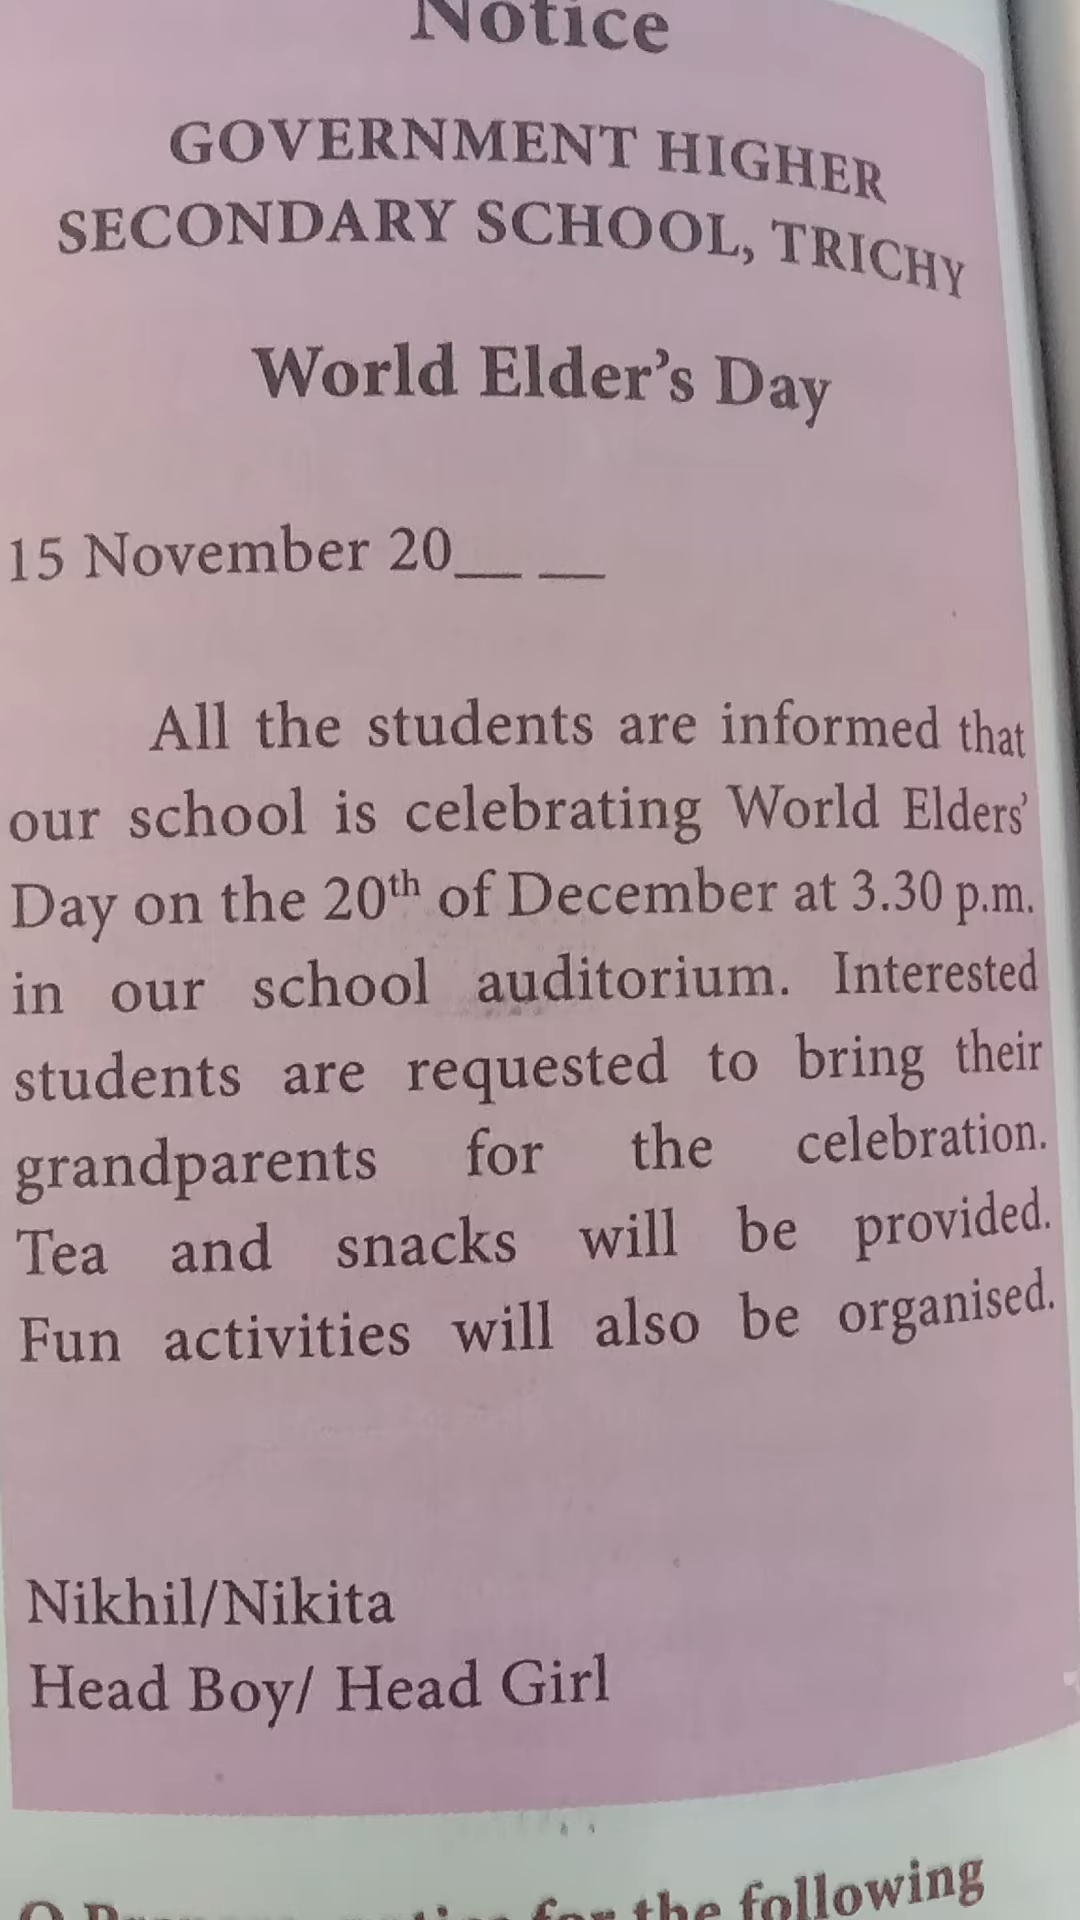 Notice
GOVERNMENT HIGHER
SECONDARY SCHOOL, TRICHY
World Elder's Day
15 November 20__ __
All the students are informed that
our school is celebrating World Elders'
Day on the 20th of December at 3.30 p.m.
in our school auditorium. Interested
students are requested to bring their
grandparents for the celebration.
Tea and snacks will be provided.
Fun activities will also be organised.
Nikhil/Nikita
Head Boy/ Head Girl
for the following